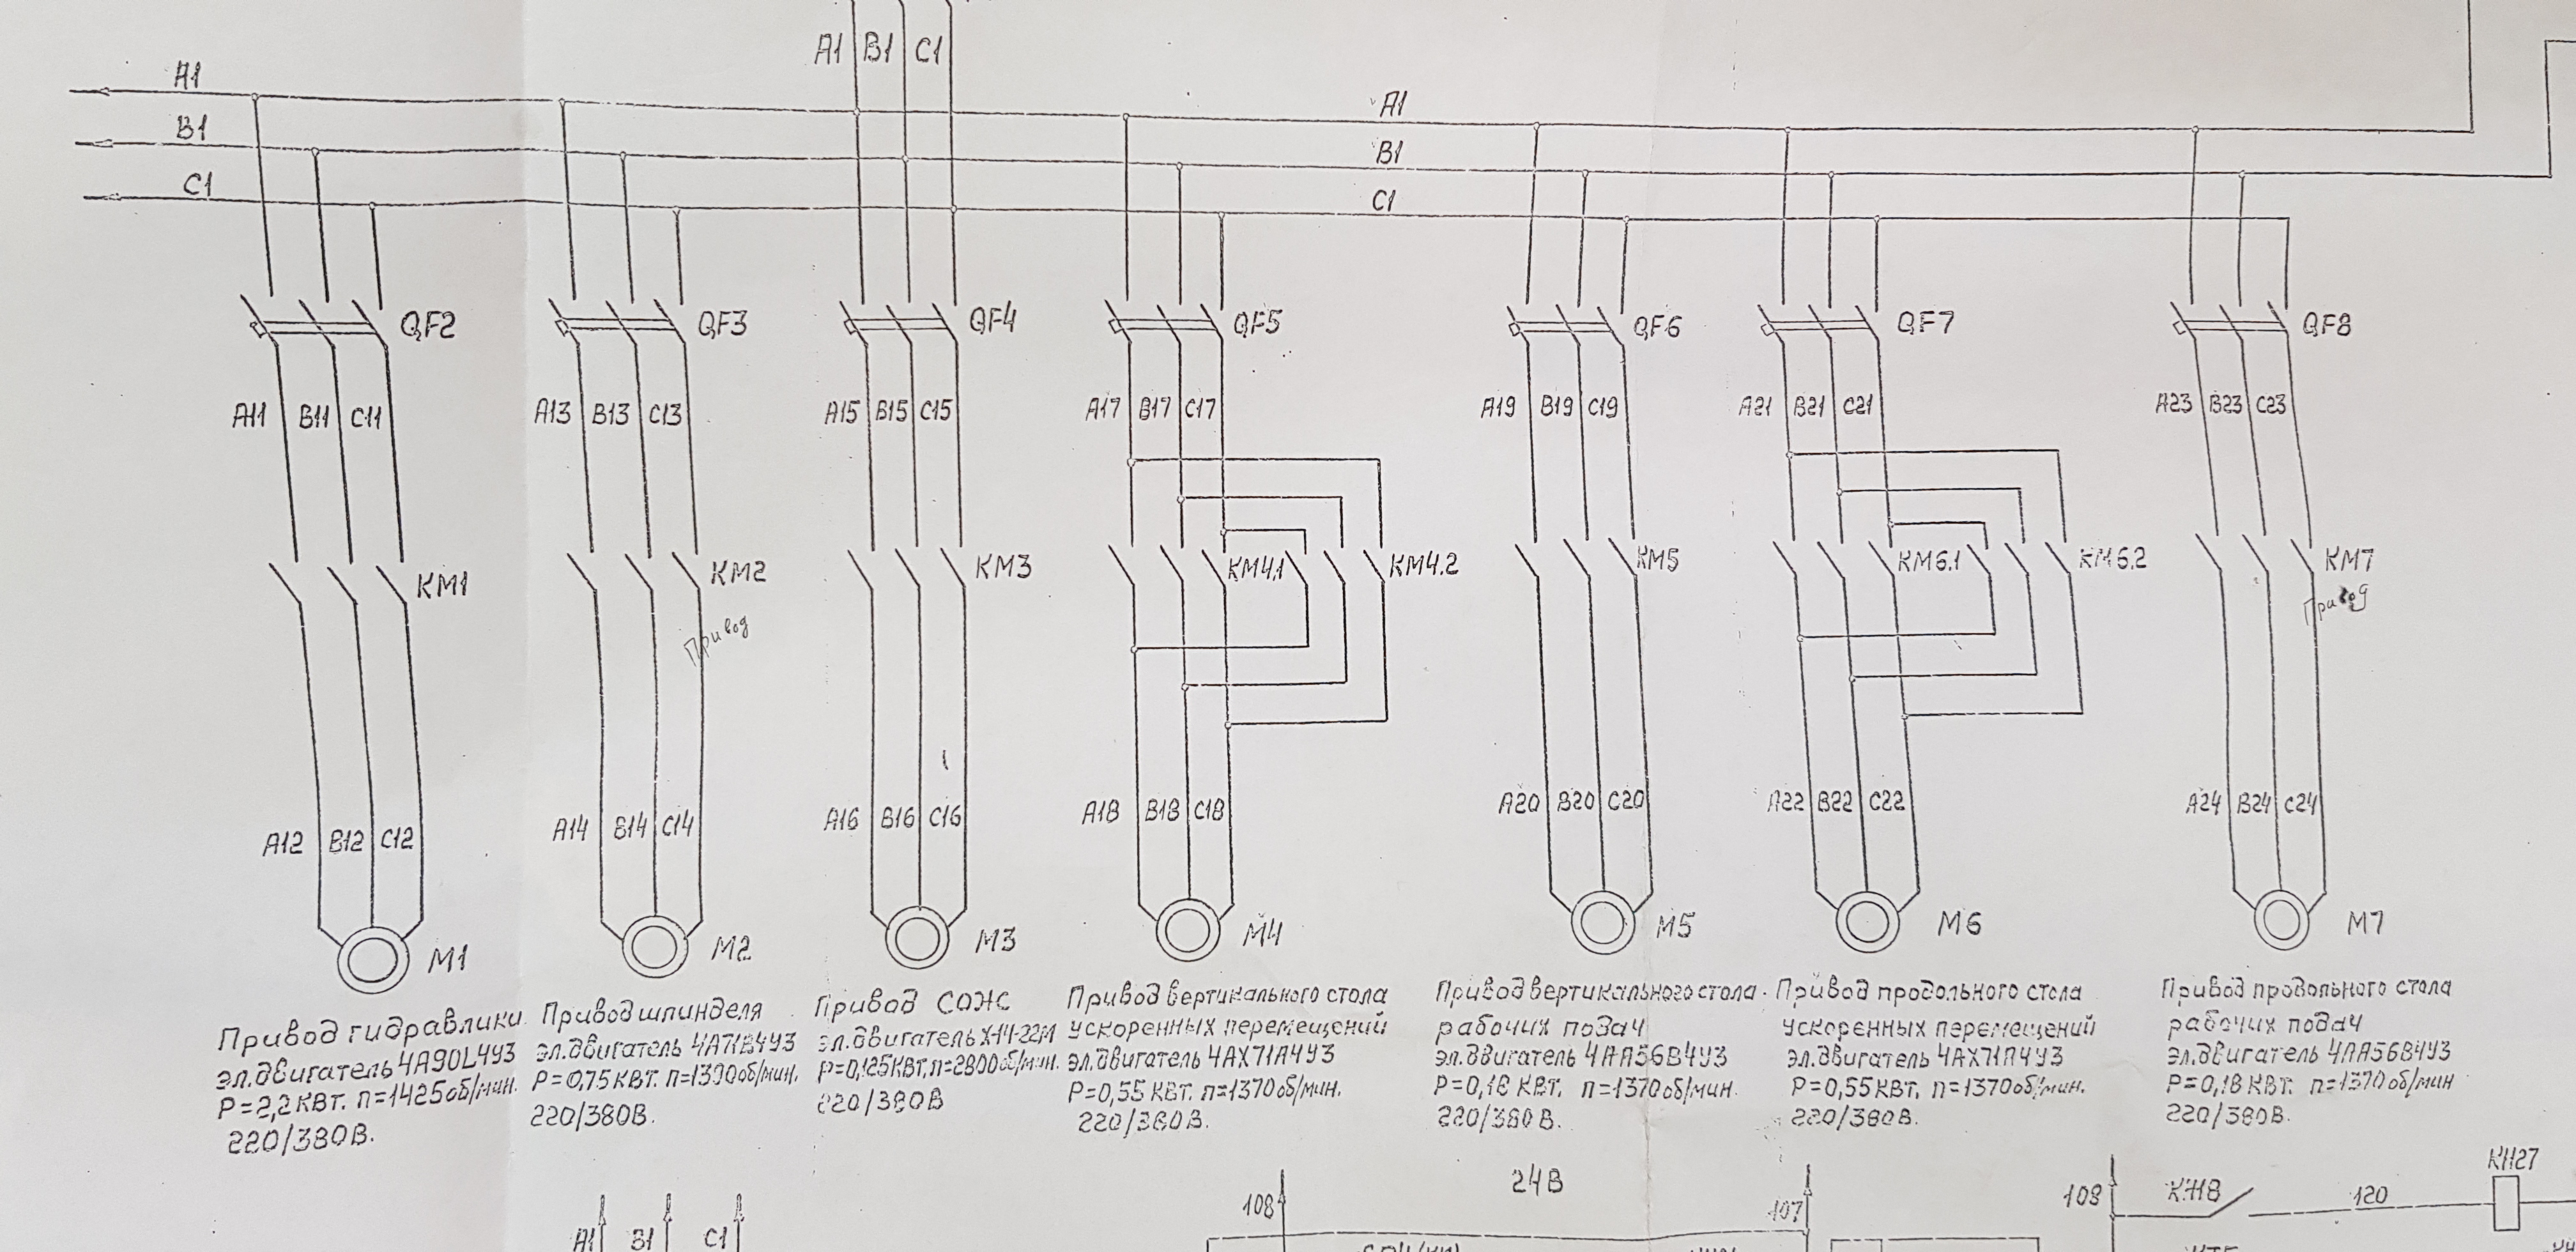 A1 B1 C1
A1
A1
B1
B1
C1
C1
QF2 QF3 QF4 QF5 QF6 QF7 QF8
A11 B11 C11 A13 B13 C13 A15 B15 C15 A17 B17 C17 A19 B19 C19 A21 B21 C21 A23 B23 C23
KM1 KM2 KM3 KM4.1 KM4.2 KM5 KM6.1 KM6.2 KM7
Привод Привод
A12 B12 C12 A14 B14 C14 A16 B16 C16 A18 B18 C18 A20 B20 C20 A22 B22 C22 A24 B24 C24
M1 M2 M3 M4 M5 M6 M7
Привод гидравлики
эл.двигатель 4А90L4У3
P=2,2 КВт. n=1425об/мин.
220/380В.
Привод шпинделя
эл.двигатель 4А71В4У3
P=0,75 КВт. n=1390об/мин.
220/380В.
Привод СОЖ
эл.двигатель Х14-22М
P=0,125КВт, n=2800об/мин.
220/380В
Привод вертикального стола
ускоренных перемещений
эл.двигатель 4АХ71А4У3
P=0,55 КВт. n=1370об/мин.
220/380В.
Привод вертикального стола
рабочих подач
эл.двигатель 4АА56В4У3
P=0,18 КВт. n=1370об/мин.
220/380В.
Привод продольного стола
ускоренных перемещений
эл.двигатель 4АХ71А4У3
P=0,55КВт. n=1370об/мин.
220/380В.
Привод продольного стола
рабочих подач
эл.двигатель 4АА56В4У3
P=0,18 КВт. n=1370об/мин
220/380В.
24В
108 107 108 120
A1 B1 C1